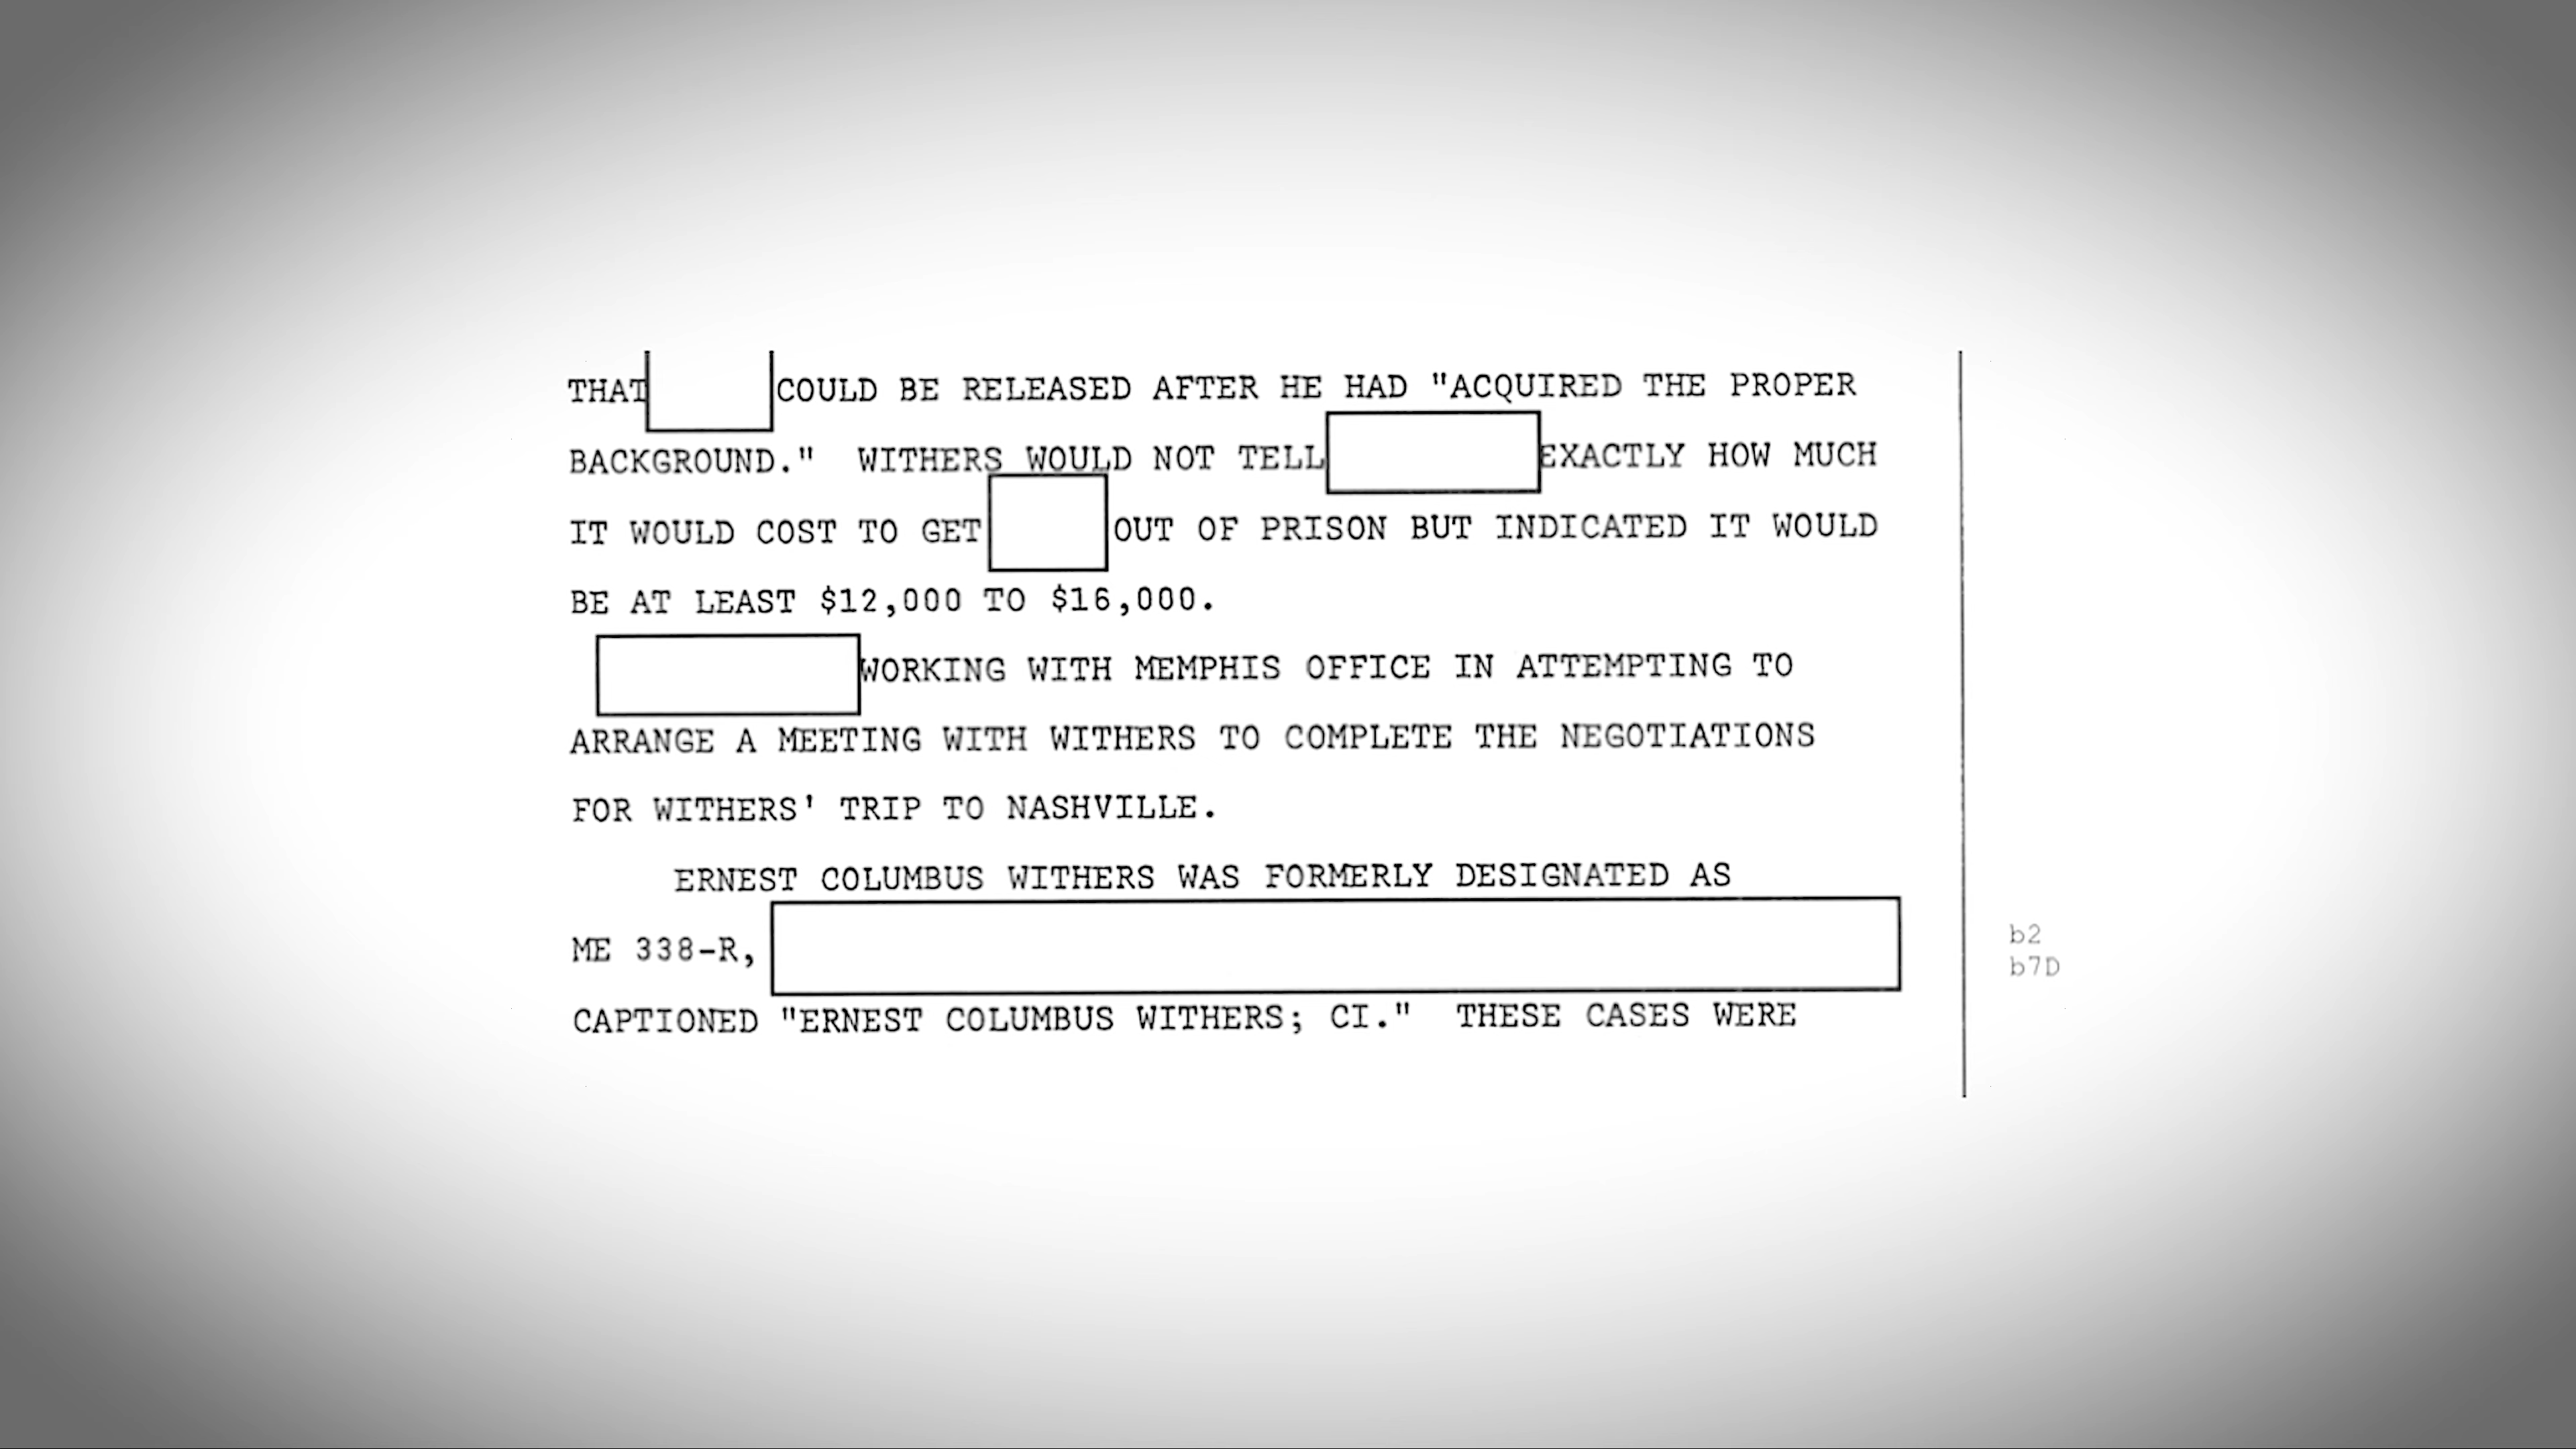 THAT COULD BE RELEASED AFTER HE HAD "ACQUIRED THE PROPER
BACKGROUND."  WITHERS WOULD NOT TELL EXACTLY HOW MUCH
IT WOULD COST TO GET OUT OF PRISON BUT INDICATED IT WOULD
BE AT LEAST $12,000 TO $16,000.
WORKING WITH MEMPHIS OFFICE IN ATTEMPTING TO
ARRANGE A MEETING WITH WITHERS TO COMPLETE THE NEGOTIATIONS
FOR WITHERS' TRIP TO NASHVILLE.
ERNEST COLUMBUS WITHERS WAS FORMERLY DESIGNATED AS
ME 338-R,
b2
b7D
CAPTIONED "ERNEST COLUMBUS WITHERS; CI."  THESE CASES WERE